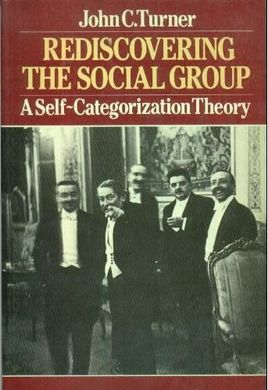 John C. Turner
REDISCOVERING
THE SOCIAL GROUP
A Self~Categorization Theory